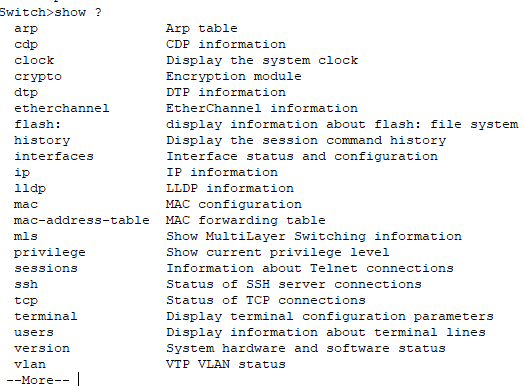 Switch>show ?
arp Arp table
cdp CDP information
clock Display the system clock
crypto Encryption module
dtp DTP information
etherchannel EtherChannel information
flash: display information about flash: file system
history Display the session command history
interfaces Interface status and configuration
ip IP information
lldp LLDP information
mac MAC configuration
mac-address-table MAC forwarding table
mls Show MultiLayer Switching information
privilege Show current privilege level
sessions Information about Telnet connections
ssh Status of SSH server connections
tcp Status of TCP connections
terminal Display terminal configuration parameters
users Display information about terminal lines
version System hardware and software status
vlan VTP VLAN status
--More--